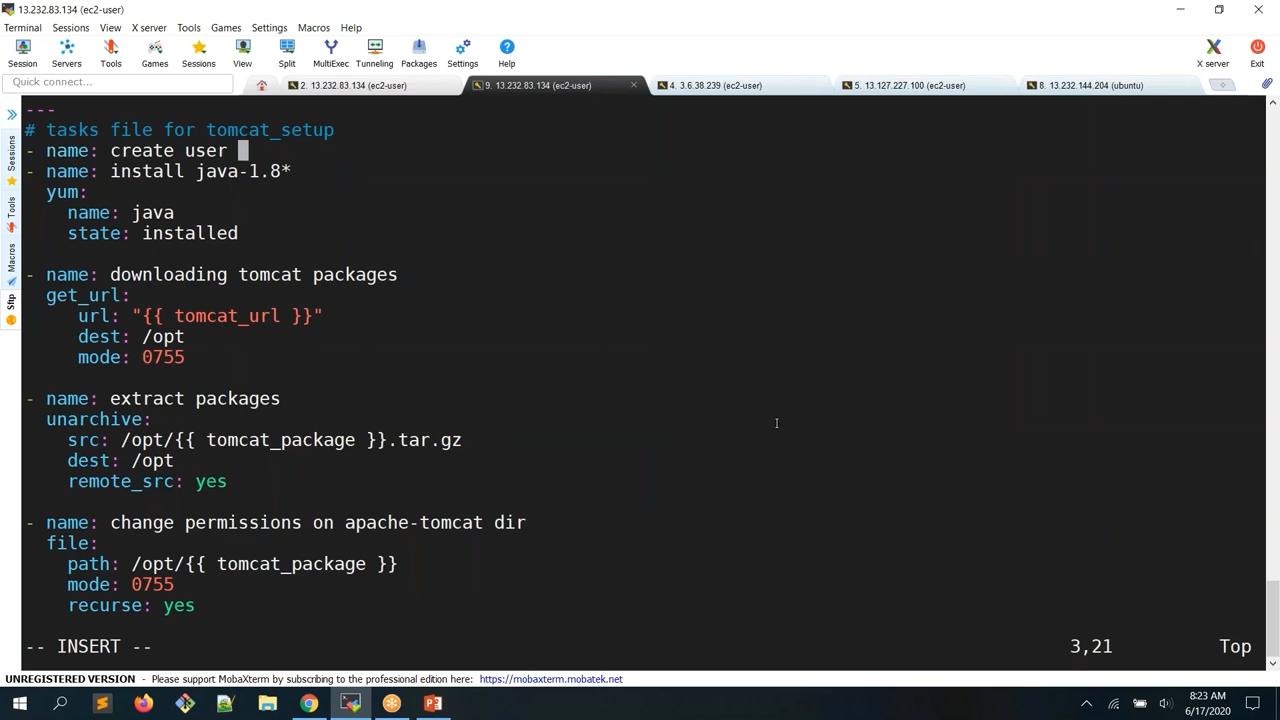 13.232.83.134 (ec2-user)
Terminal Sessions View X server Tools Games Settings Macros Help
Session Servers Tools Games Sessions View Split MultiExec Tunneling Packages Settings Help X server Exit
Quick connect... 2. 13.232.83.134 (ec2-user) 9. 13.232.83.134 (ec2-user) 4. 3.6.38.239 (ec2-user) 5. 13.127.227.100 (ec2-user) 8. 13.232.144.204 (ubuntu)
Sessions
Tools
Macros
Sftp
---
# tasks file for tomcat_setup
- name: create user
- name: install java-1.8*
yum:
name: java
state: installed
- name: downloading tomcat packages
get_url:
url: "{{ tomcat_url }}"
dest: /opt
mode: 0755
- name: extract packages
unarchive:
src: /opt/{{ tomcat_package }}.tar.gz
dest: /opt
remote_src: yes
- name: change permissions on apache-tomcat dir
file:
path: /opt/{{ tomcat_package }}
mode: 0755
recurse: yes
-- INSERT -- 3,21 Top
UNREGISTERED VERSION - Please support MobaXterm by subscribing to the professional edition here: https://mobaxterm.mobatek.net
8:23 AM
6/17/2020